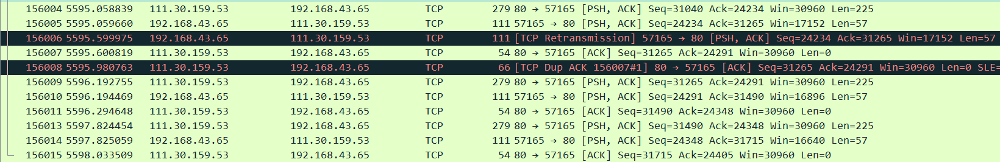 156004 5595.058839 111.30.159.53 192.168.43.65 TCP 279 80 → 57165 [PSH, ACK] Seq=31040 Ack=24234 Win=30960 Len=225
156005 5595.059660 192.168.43.65 111.30.159.53 TCP 111 57165 → 80 [PSH, ACK] Seq=24234 Ack=31265 Win=17152 Len=57
156006 5595.599975 192.168.43.65 111.30.159.53 TCP 111 [TCP Retransmission] 57165 → 80 [PSH, ACK] Seq=24234 Ack=31265 Win=17152 Len=57
156007 5595.600819 111.30.159.53 192.168.43.65 TCP 54 80 → 57165 [ACK] Seq=31265 Ack=24291 Win=30960 Len=0
156008 5595.980763 111.30.159.53 192.168.43.65 TCP 66 [TCP Dup ACK 156007#1] 80 → 57165 [ACK] Seq=31265 Ack=24291 Win=30960 Len=0 SLE=
156009 5596.192755 111.30.159.53 192.168.43.65 TCP 279 80 → 57165 [PSH, ACK] Seq=31265 Ack=24291 Win=30960 Len=225
156010 5596.194469 192.168.43.65 111.30.159.53 TCP 111 57165 → 80 [PSH, ACK] Seq=24291 Ack=31490 Win=16896 Len=57
156011 5596.294648 111.30.159.53 192.168.43.65 TCP 54 80 → 57165 [ACK] Seq=31490 Ack=24348 Win=30960 Len=0
156013 5597.824454 111.30.159.53 192.168.43.65 TCP 279 80 → 57165 [PSH, ACK] Seq=31490 Ack=24348 Win=30960 Len=225
156014 5597.825059 192.168.43.65 111.30.159.53 TCP 111 57165 → 80 [PSH, ACK] Seq=24348 Ack=31715 Win=16640 Len=57
156015 5598.033509 111.30.159.53 192.168.43.65 TCP 54 80 → 57165 [ACK] Seq=31715 Ack=24405 Win=30960 Len=0